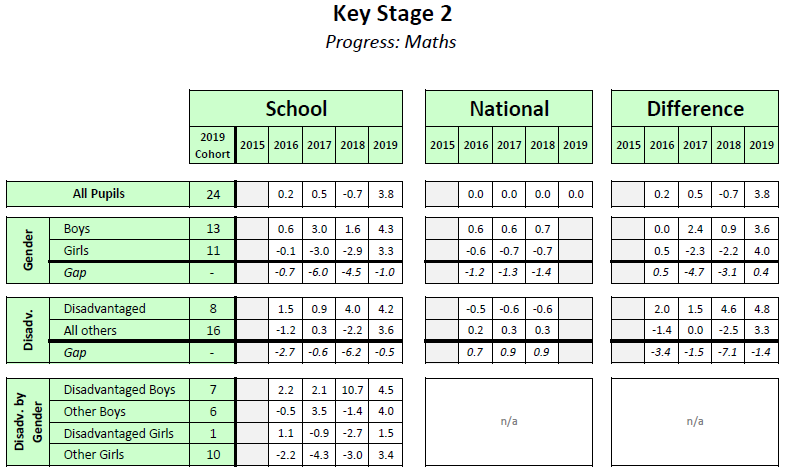 Key Stage 2
Progress: Maths
School National Difference
2019 Cohort 2015 2016 2017 2018 2019 2015 2016 2017 2018 2019 2015 2016 2017 2018 2019
All Pupils 24 0.2 0.5 -0.7 3.8 0.0 0.0 0.0 0.0 0.2 0.5 -0.7 3.8
Gender
Boys 13 0.6 3.0 1.6 4.3 0.6 0.6 0.7 0.0 2.4 0.9 3.6
Girls 11 -0.1 -3.0 -2.9 3.3 -0.6 -0.7 -0.7 0.5 -2.3 -2.2 4.0
Gap - -0.7 -6.0 -4.5 -1.0 -1.2 -1.3 -1.4 0.5 -4.7 -3.1 0.4
Disadv.
Disadvantaged 8 1.5 0.9 4.0 4.2 -0.5 -0.6 -0.6 2.0 1.5 4.6 4.8
All others 16 -1.2 0.3 -2.2 3.6 0.2 0.3 0.3 -1.4 0.0 -2.5 3.3
Gap - -2.7 -0.6 -6.2 -0.5 0.7 0.9 0.9 -3.4 -1.5 -7.1 -1.4
Disadv. by
Gender
Disadvantaged Boys 7 2.2 2.1 10.7 4.5
Other Boys 6 -0.5 3.5 -1.4 4.0
n/a n/a
Disadvantaged Girls 1 1.1 -0.9 -2.7 1.5
Other Girls 10 -2.2 -4.3 -3.0 3.4